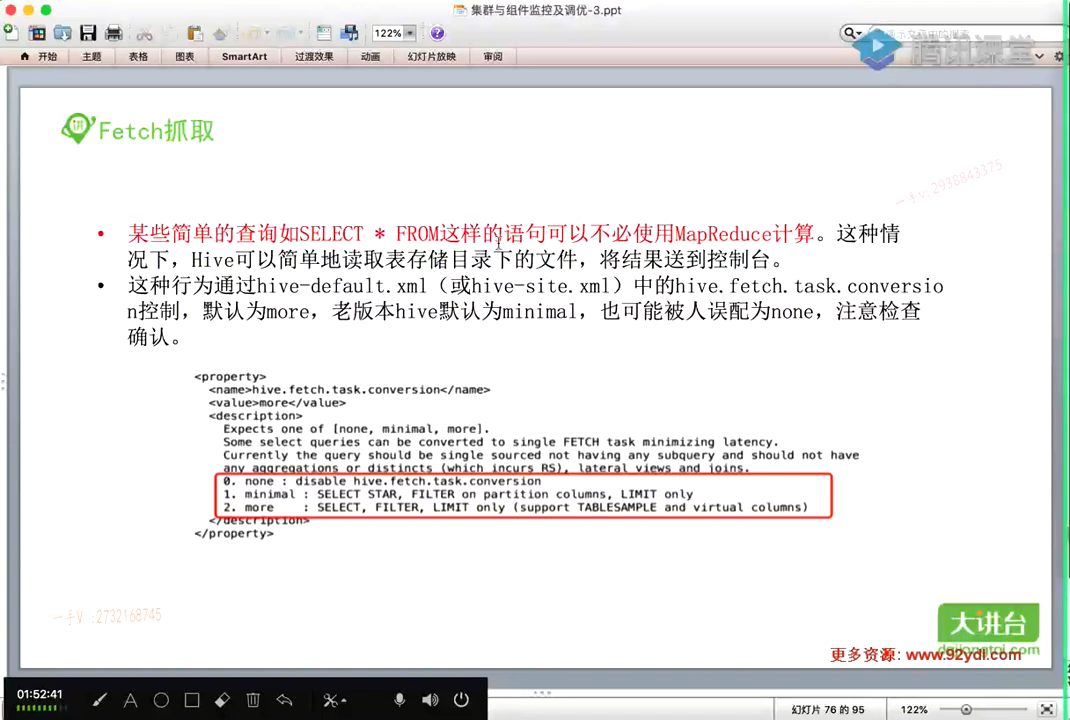 集群与组件监控及调优-3.ppt
122%
开始 主题 表格 图表 SmartArt 过渡效果 动画 幻灯片放映 审阅
腾讯课堂
Fetch抓取
一手v:2938843375
• 某些简单的查询如SELECT * FROM这样的语句可以不必使用MapReduce计算。这种情
况下，Hive可以简单地读取表存储目录下的文件，将结果送到控制台。
• 这种行为通过hive-default.xml（或hive-site.xml）中的hive.fetch.task.conversio
n控制，默认为more，老版本hive默认为minimal，也可能被人误配为none，注意检查
确认。
<property>
<name>hive.fetch.task.conversion</name>
<value>more</value>
<description>
Expects one of [none, minimal, more].
Some select queries can be converted to single FETCH task minimizing latency.
Currently the query should be single sourced not having any subquery and should not have
any aggregations or distincts (which incurs RS), lateral views and joins.
0. none : disable hive.fetch.task.conversion
1. minimal : SELECT STAR, FILTER on partition columns, LIMIT only
2. more : SELECT, FILTER, LIMIT only (support TABLESAMPLE and virtual columns)
</description>
</property>
一手V :2732168745
大讲台
dajiangtai.com
更多资源: www.92ydl.com
01:52:41
幻灯片 76 的 95 122%